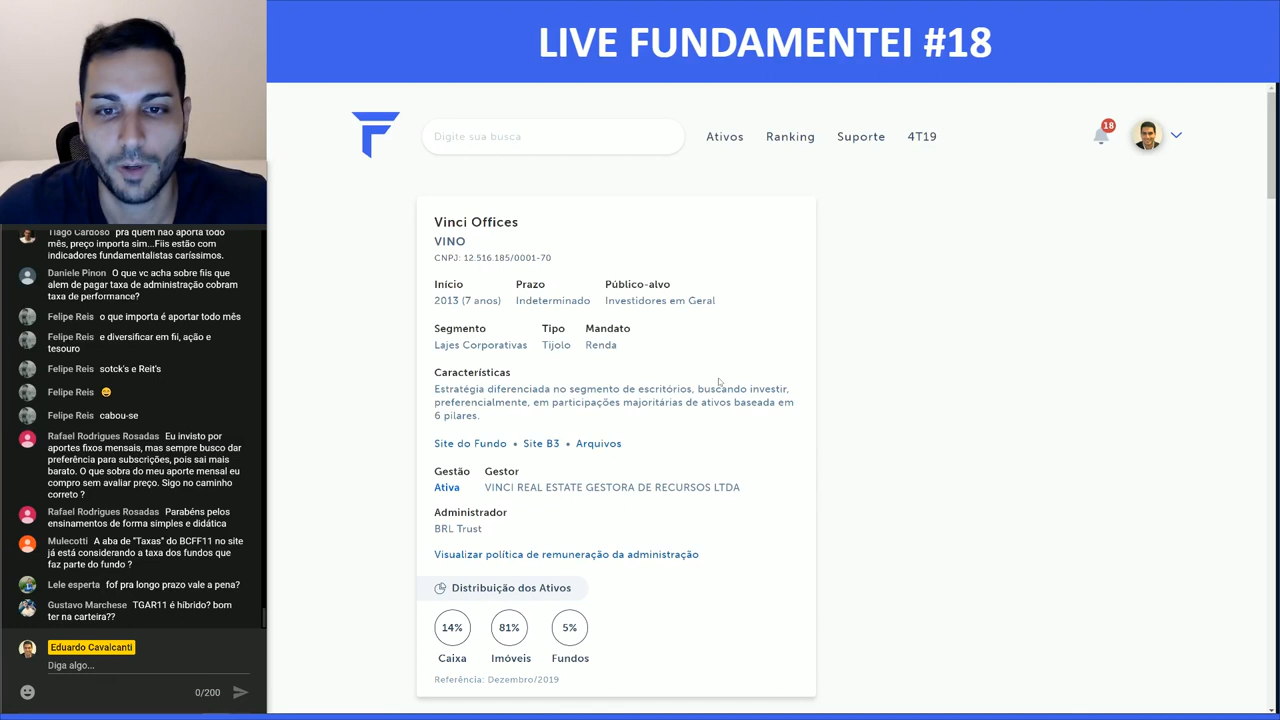 LIVE FUNDAMENTEI #18
Digite sua busca
Ativos
Ranking
Suporte
4T19
18
Vinci Offices
VINO
CNPJ: 12.516.185/0001-70
Início Prazo Público-alvo
2013 (7 anos) Indeterminado Investidores em Geral
Segmento Tipo Mandato
Lajes Corporativas Tijolo Renda
Características
Estratégia diferenciada no segmento de escritórios, buscando investir,
preferencialmente, em participações majoritárias de ativos baseada em
6 pilares.
Site do Fundo • Site B3 • Arquivos
Gestão Gestor
Ativa VINCI REAL ESTATE GESTORA DE RECURSOS LTDA
Administrador
BRL Trust
Visualizar política de remuneração da administração
Distribuição dos Ativos
14% 81% 5%
Caixa Imóveis Fundos
Referência: Dezembro/2019
Tiago Cardoso pra quem não aporta todo
mês, preço importa sim...Fiis estão com
indicadores fundamentalistas caríssimos.
Daniele Pinon O que vc acha sobre fiis que
alem de pagar taxa de administração cobram
taxa de performance?
Felipe Reis o que importa é aportar todo mês
Felipe Reis e diversificar em fii, ação e
tesouro
Felipe Reis sotck's e Reit's
Felipe Reis
Felipe Reis cabou-se
Rafael Rodrigues Rosadas Eu invisto por
aportes fixos mensais, mas sempre busco dar
preferência para subscrições, pois sai mais
barato. O que sobra do meu aporte mensal eu
compro sem avaliar preço. Sigo no caminho
correto ?
Rafael Rodrigues Rosadas Parabéns pelos
ensinamentos de forma simples e didática
Mulecotti A aba de "Taxas" do BCFF11 no site
já está considerando a taxa dos fundos que
faz parte do fundo ?
Lele esperta fof pra longo prazo vale a pena?
Gustavo Marchese TGAR11 é híbrido? bom
ter na carteira??
Eduardo Cavalcanti
Diga algo...
0/200